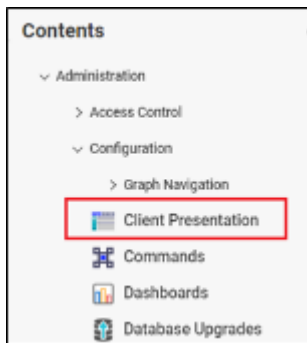 Contents
Administration
Access Control
Configuration
Graph Navigation
Client Presentation
Commands
Dashboards
Database Upgrades